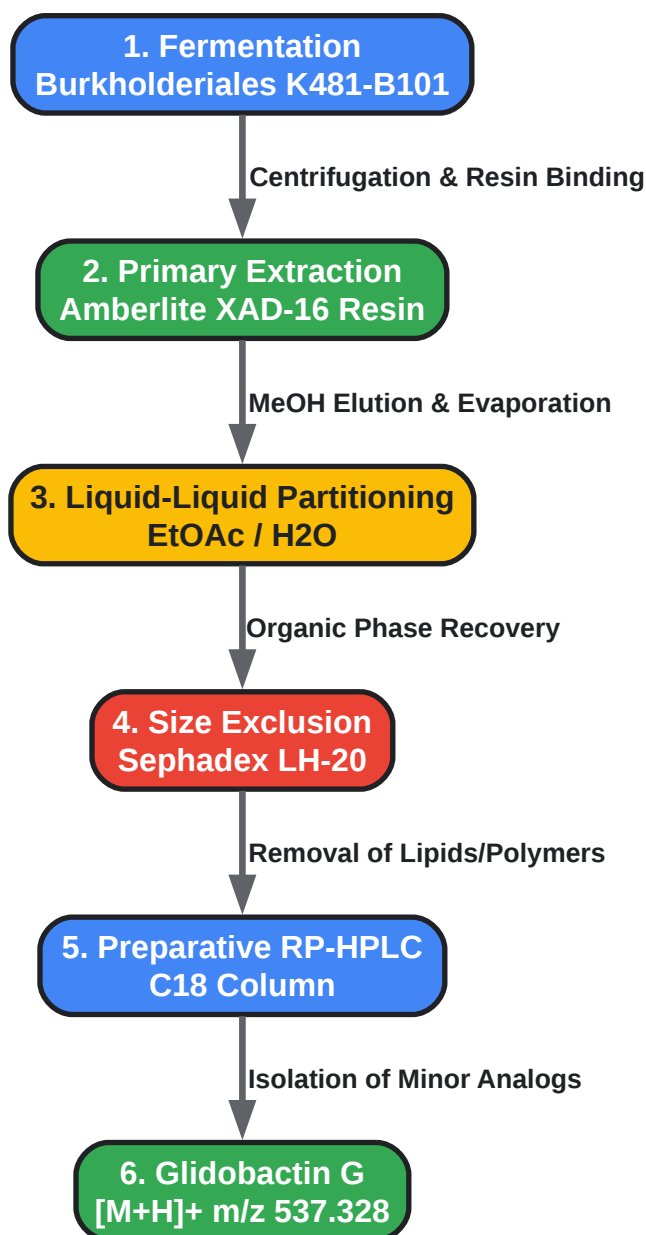 1. Fermentation
Burkholderiales K481-B101
Centrifugation & Resin Binding
2. Primary Extraction
Amberlite XAD-16 Resin
MeOH Elution & Evaporation
3. Liquid-Liquid Partitioning
EtOAc / H2O
Organic Phase Recovery
4. Size Exclusion
Sephadex LH-20
Removal of Lipids/Polymers
5. Preparative RP-HPLC
C18 Column
Isolation of Minor Analogs
6. Glidobactin G
[M+H]+ m/z 537.328